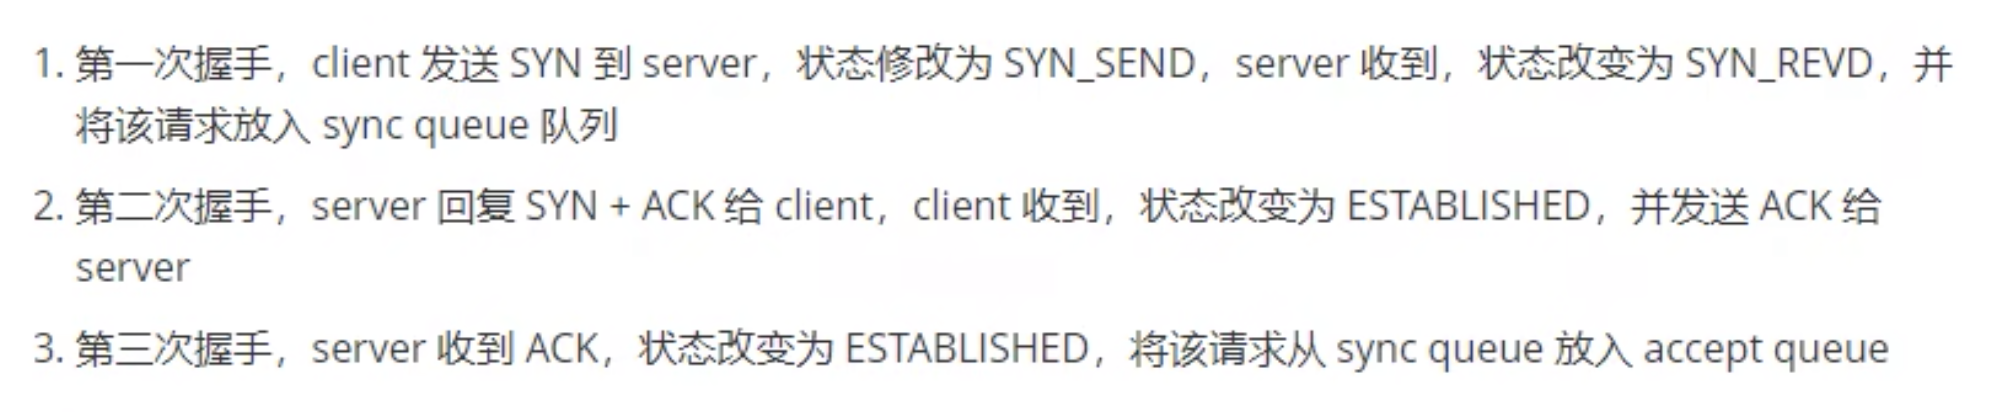 1. 第一次握手，client 发送 SYN 到 server，状态修改为 SYN_SEND，server 收到，状态改变为 SYN_REVD，并
将该请求放入 sync queue 队列
2. 第二次握手，server 回复 SYN + ACK 给 client，client 收到，状态改变为 ESTABLISHED，并发送 ACK 给
server
3. 第三次握手，server 收到 ACK，状态改变为 ESTABLISHED，将该请求从 sync queue 放入 accept queue